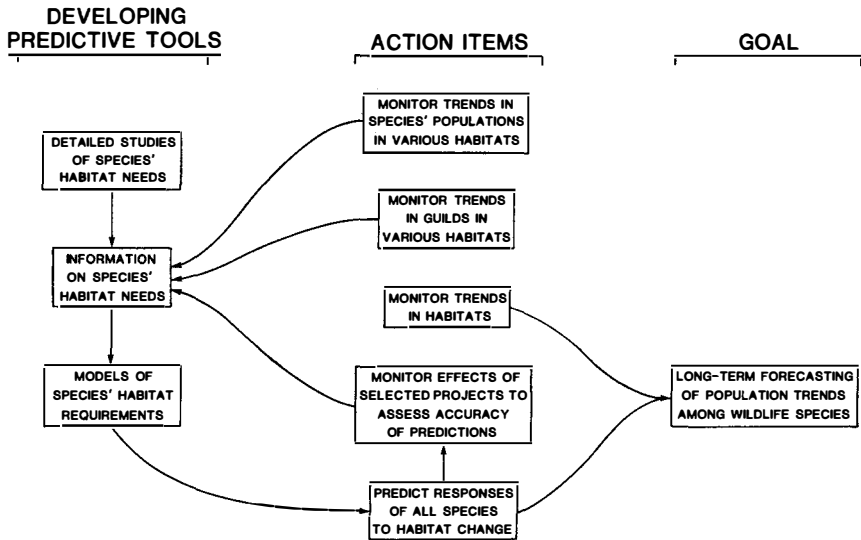 DEVELOPING
PREDICTIVE TOOLS
DETAILED STUDIES
OF SPECIES'
HABITAT NEEDS
INFORMATION
ON SPECIES'
HABITAT NEEDS
MODELS OF
SPECIES' HABITAT
REQUIREMENTS
ACTION ITEMS
MONITOR TRENDS IN
SPECIES' POPULATIONS
IN VARIOUS HABITATS
MONITOR TRENDS
IN GUILDS IN
VARIOUS HABITATS
MONITOR TRENDS
IN HABITATS
MONITOR EFFECTS OF
SELECTED PROJECTS TO
ASSESS ACCURACY
OF PREDICTIONS
PREDICT RESPONSES
OF ALL SPECIES
TO HABITAT CHANGE
GOAL
LONG-TERM FORECASTING
OF POPULATION TRENDS
AMONG WILDLIFE SPECIES